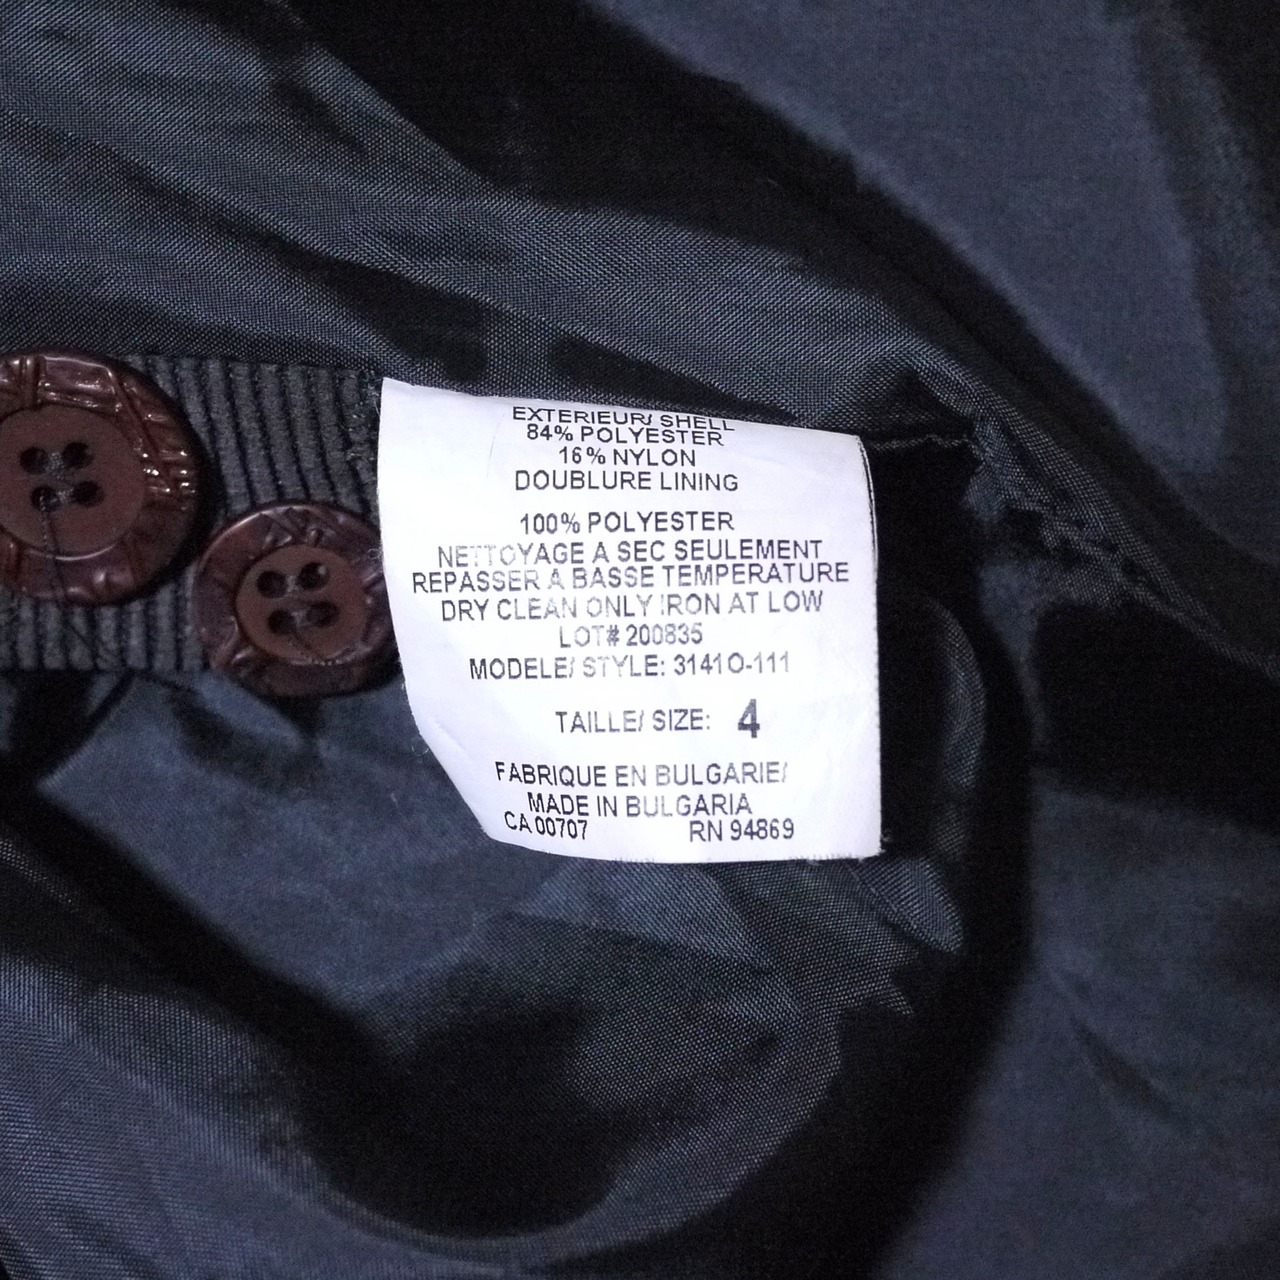 EXTERIEUR/ SHELL
84% POLYESTER
16% NYLON
DOUBLURE LINING
100% POLYESTER
NETTOYAGE A SEC SEULEMENT
REPASSER A BASSE TEMPERATURE
DRY CLEAN ONLY IRON AT LOW
LOT# 200835
MODELE/ STYLE: 31410-111
TAILLE/ SIZE: 4
FABRIQUE EN BULGARIE/
MADE IN BULGARIA
CA 00707 RN 94869